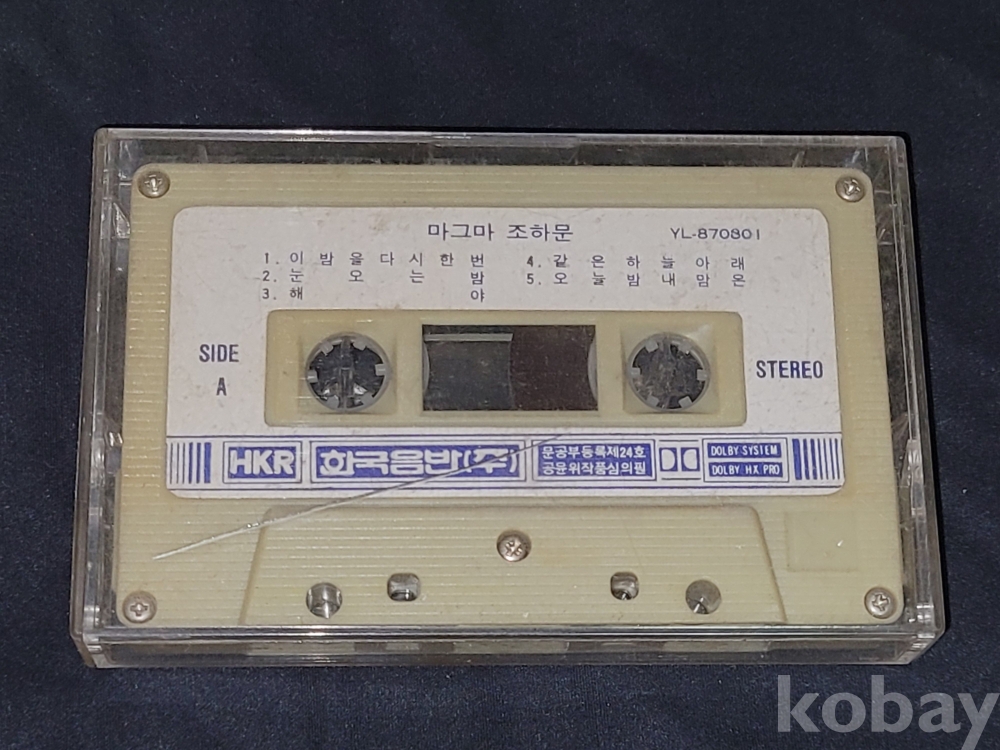 마그마 조하문 YL-870801
1. 이 밤을 다시 한번 4. 같은 하늘 아래
2. 눈 오는 밤 5. 오늘밤 내맘은
3. 해야
SIDE A
STEREO
HKR 한국음반(주) 문공부등록제24호 DOLBY SYSTEM
공윤위작품심의필 DOLBY HX PRO
kobay